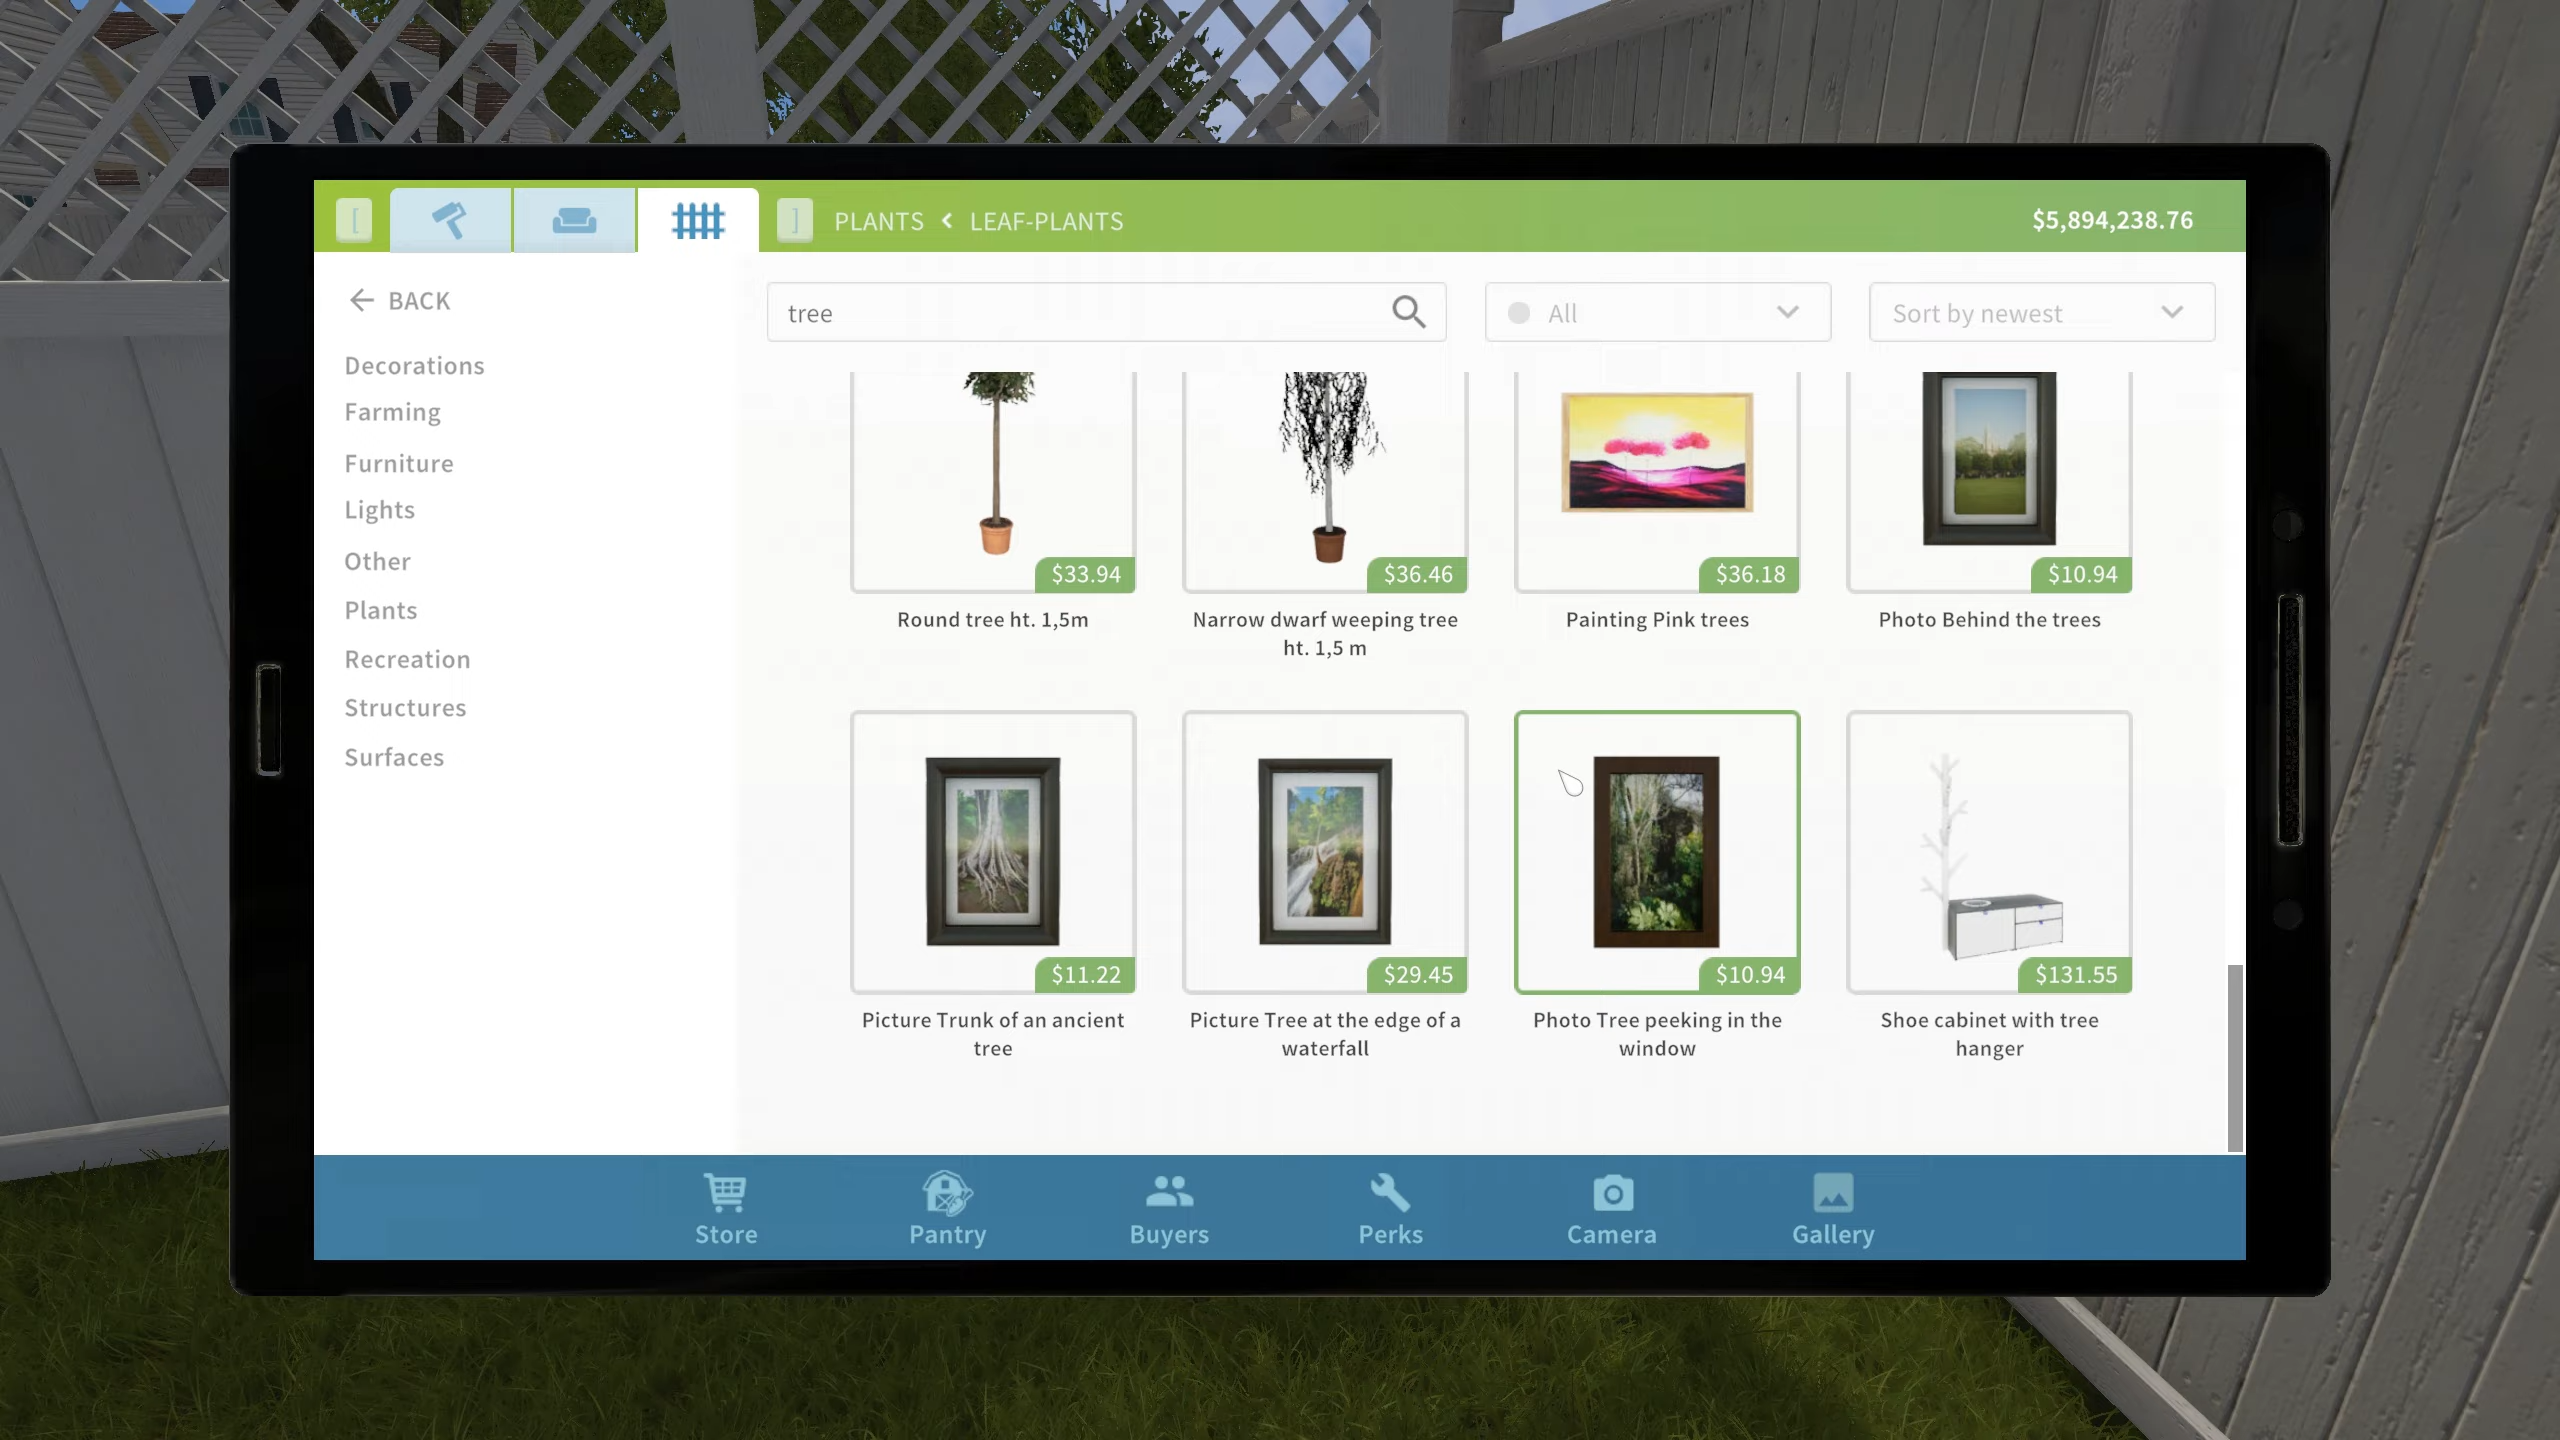 [
]
PLANTS < LEAF-PLANTS
$5,894,238.76
BACK
Decorations
Farming
Furniture
Lights
Other
Plants
Recreation
Structures
Surfaces
tree
All
Sort by newest
$33.94
$36.46
$36.18
$10.94
Round tree ht. 1,5m
Narrow dwarf weeping tree
ht. 1,5 m
Painting Pink trees
Photo Behind the trees
$11.22
$29.45
$10.94
$131.55
Picture Trunk of an ancient
tree
Picture Tree at the edge of a
waterfall
Photo Tree peeking in the
window
Shoe cabinet with tree
hanger
Store
Pantry
Buyers
Perks
Camera
Gallery